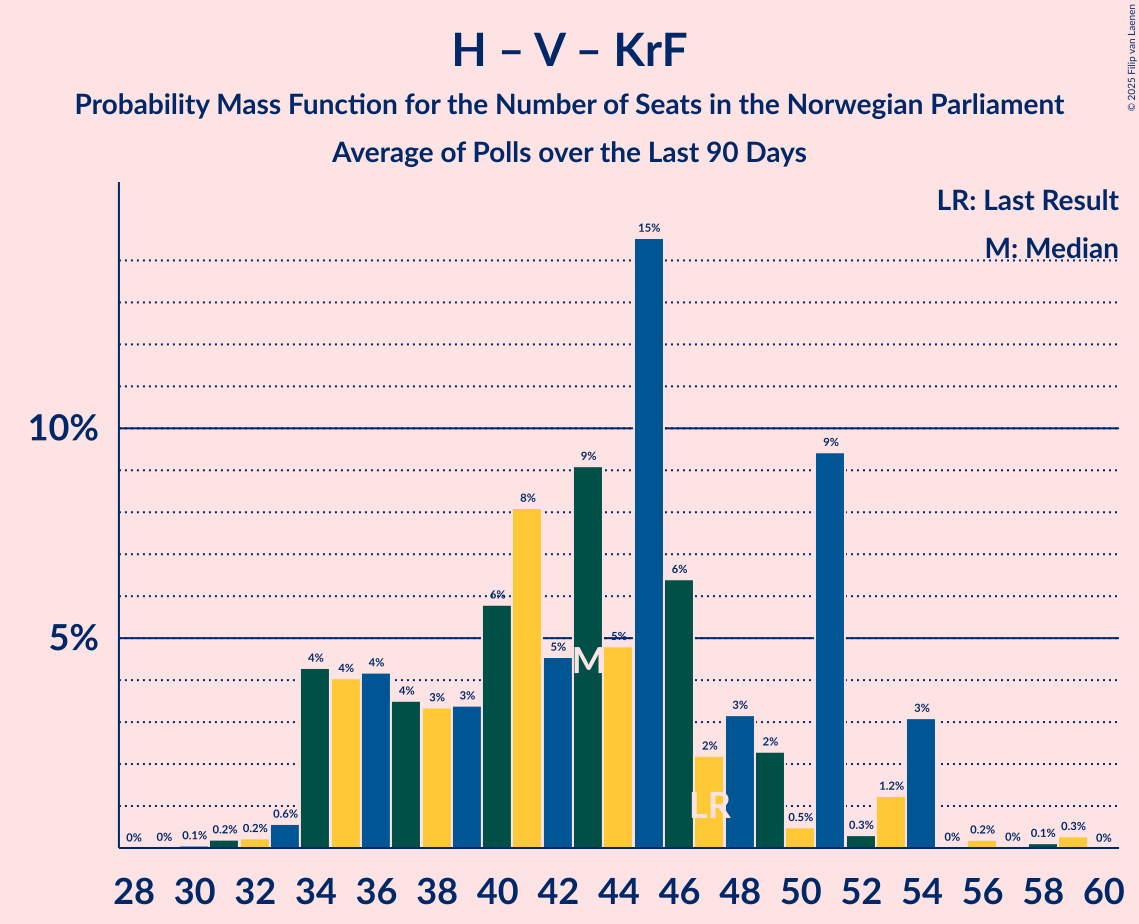 H – V – KrF
Probability Mass Function for the Number of Seats in the Norwegian Parliament
Average of Polls over the Last 90 Days
© 2025 Filip van Laenen
LR: Last Result
M: Median
10%
5%
0% 0% 0.1% 0.2% 0.2% 0.6% 4% 4% 4% 4% 3% 3% 6% 8% 5% 9% 5% 15% 6% 2% 3% 2% 0.5% 9% 0.3% 1.2% 3% 0% 0.2% 0% 0.1% 0.3% 0%
M
LR
28 30 32 34 36 38 40 42 44 46 48 50 52 54 56 58 60